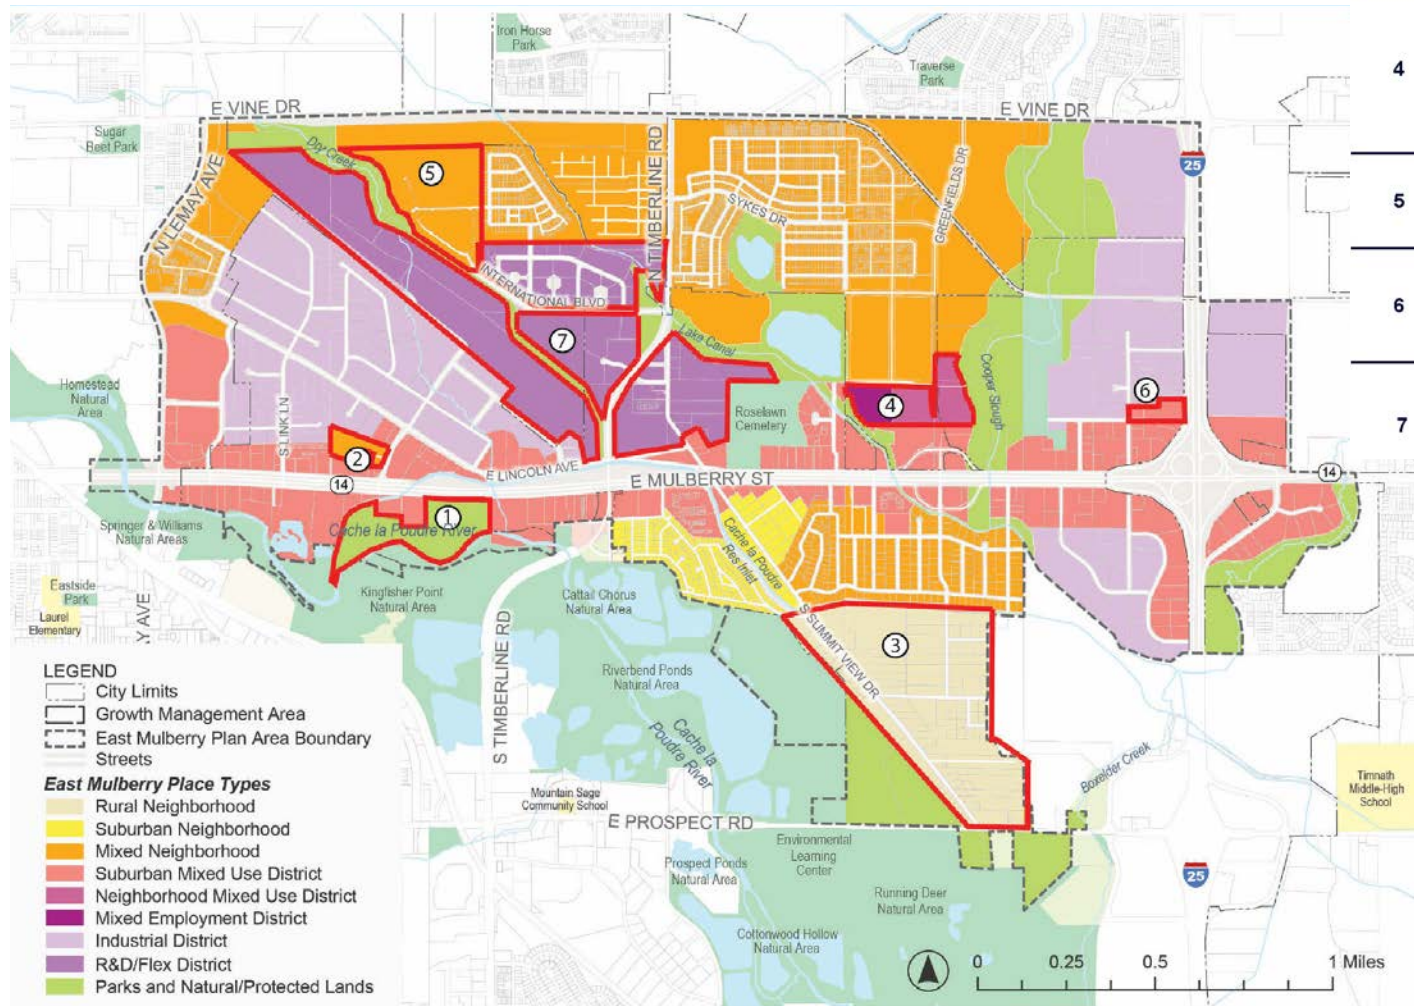 Iron Horse
Park
Traverse
Park
4
E VINE DR
E VINE DR
Sugar
Beet Park
Dry Creek
N TIMBERLINE RD
25
5
N LEMAY AVE
5
SYKES DR
GREENFIELDS DR
INTERNATIONAL BLVD
6
7
Lake Canal
Cooper Slough
Homestead
Natural
Area
S LINK LN
4
6
Roselawn
Cemetery
7
2
E LINCOLN AVE
E MULBERRY ST
14
14
1
Cache la Poudre River
Springer & Williams
Natural Areas
Cache la Poudre
Res Inlet
Eastside
Park
Kingfisher Point
Natural Area
Cattail Chorus
Natural Area
Laurel
Elementary
AY AVE
S TIMBERLINE RD
S SUMMIT VIEW DR
3
Riverbend Ponds
Natural Area
Cache la
Poudre River
Boxelder Creek
Mountain Sage
Community School
Timnath
Middle-High
School
E PROSPECT RD
Environmental
Learning
Center
Prospect Ponds
Natural Area
25
Running Deer
Natural Area
Cottonwood Hollow
Natural Area
LEGEND
City Limits
Growth Management Area
East Mulberry Plan Area Boundary
Streets
East Mulberry Place Types
Rural Neighborhood
Suburban Neighborhood
Mixed Neighborhood
Suburban Mixed Use District
Neighborhood Mixed Use District
Mixed Employment District
Industrial District
R&D/Flex District
Parks and Natural/Protected Lands
0 0.25 0.5 1 Miles